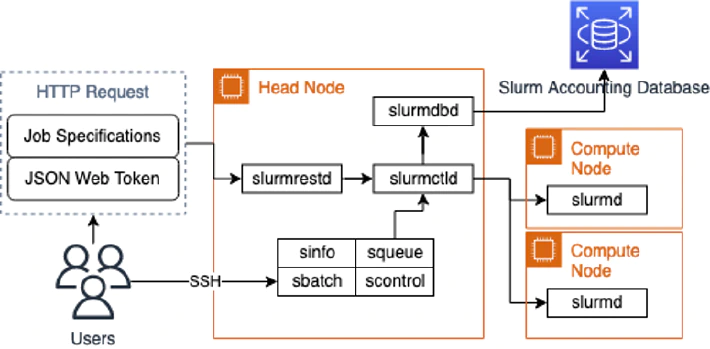 HTTP Request
Job Specifications
JSON Web Token
Users
SSH
Head Node
slurmdbd
slurmrestd
slurmctld
sinfo squeue
sbatch scontrol
Slurm Accounting Database
Compute
Node
slurmd
Compute
Node
slurmd